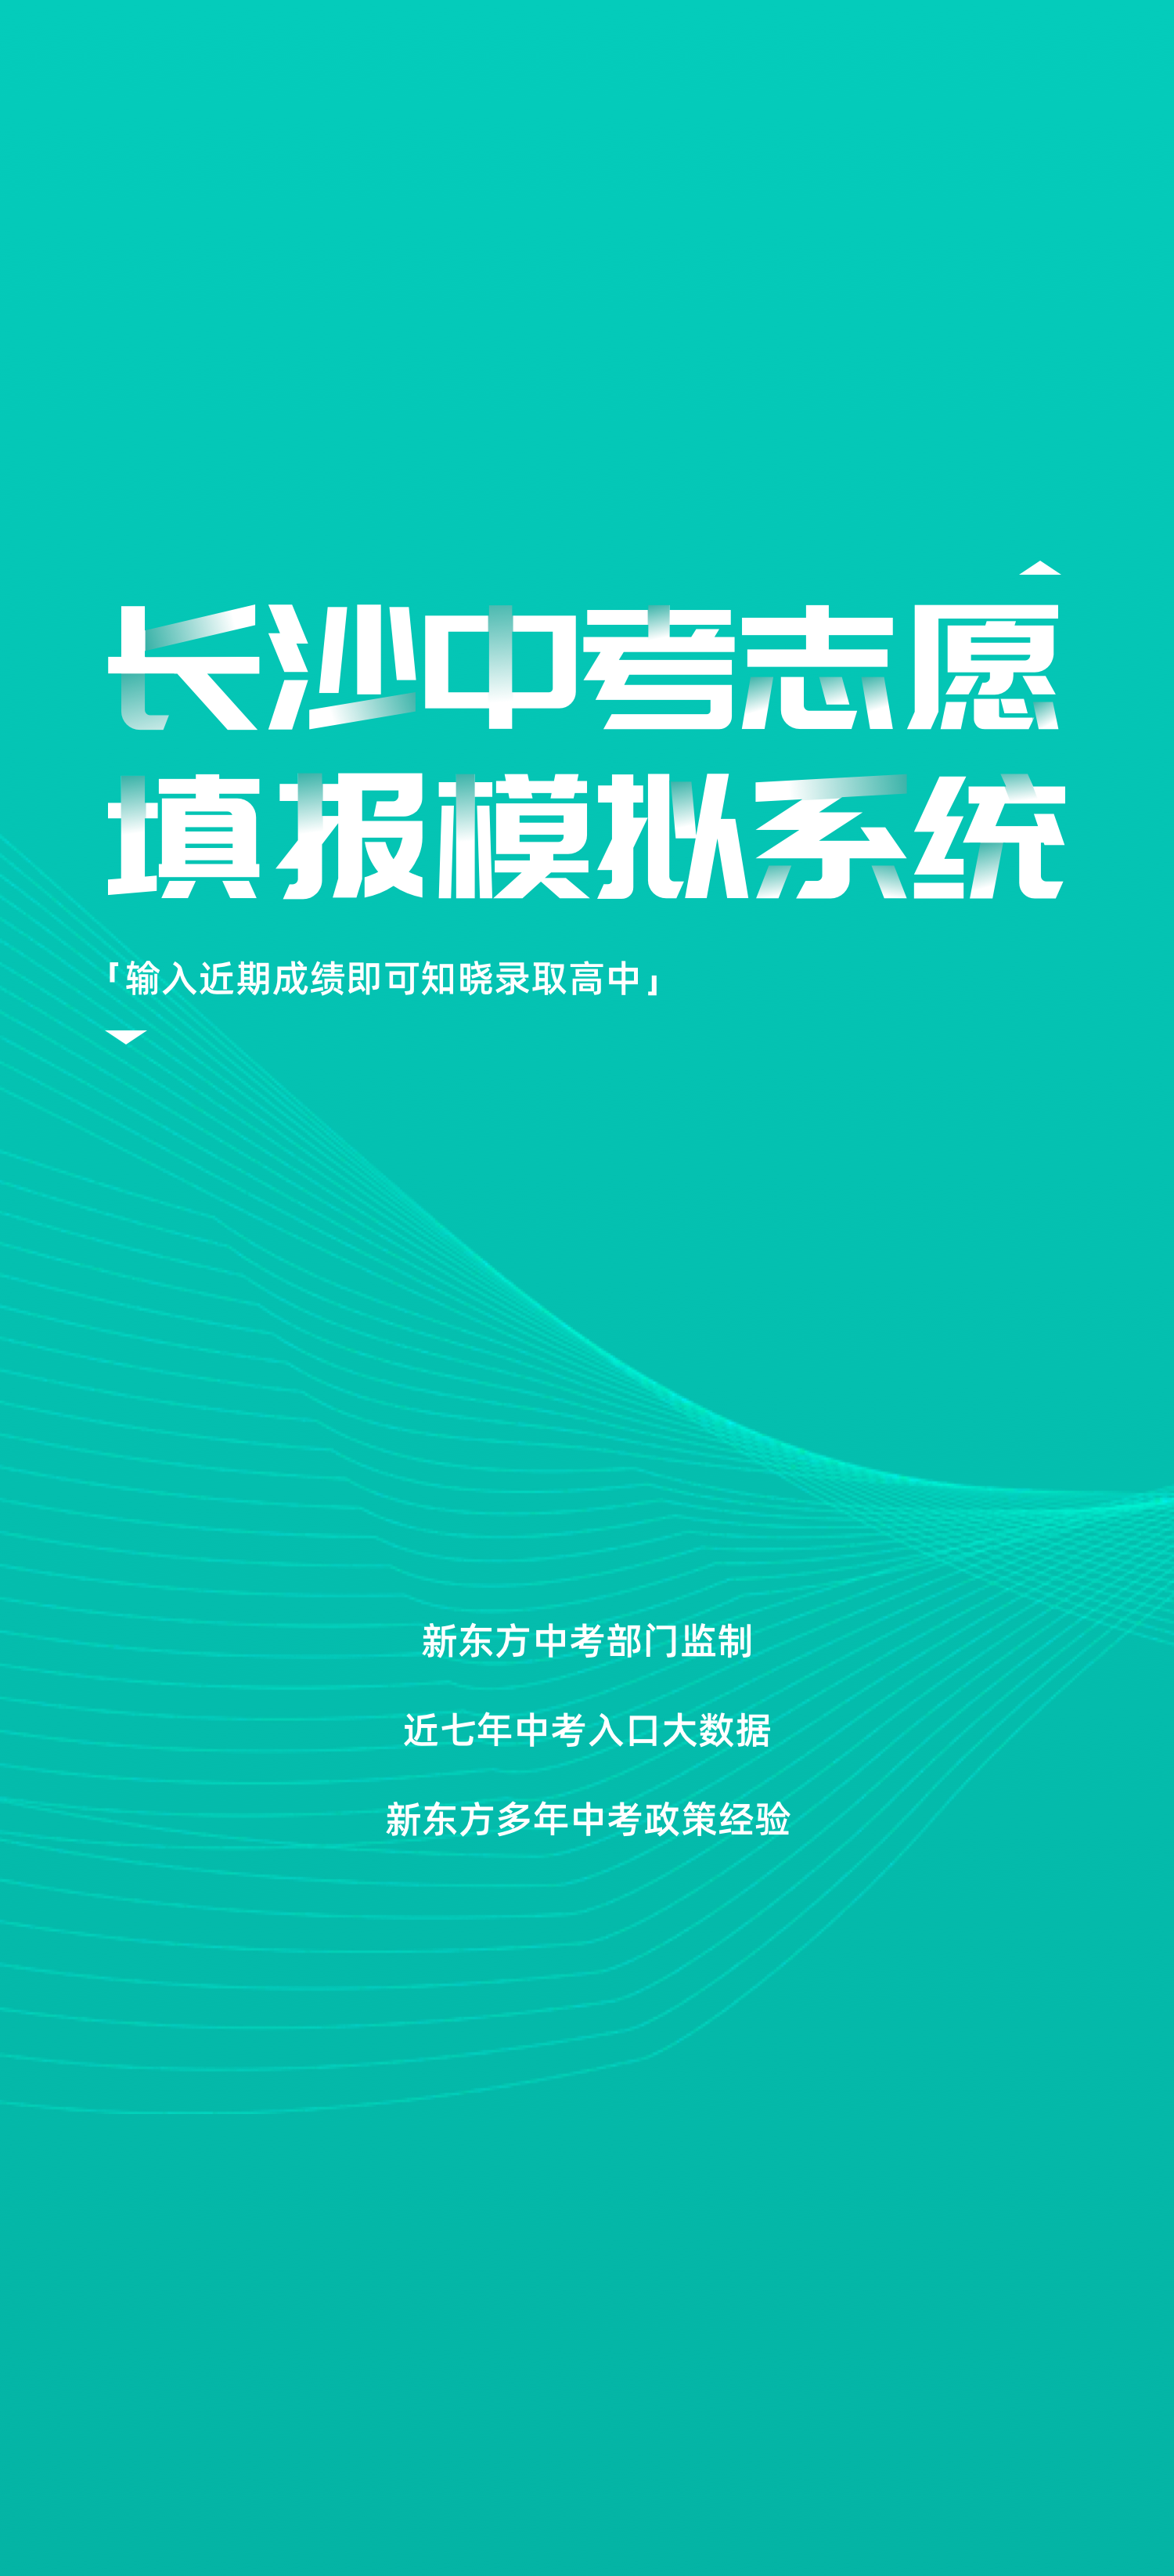 长沙中考志愿
填报模拟系统
「输入近期成绩即可知晓录取高中」
新东方中考部门监制
近七年中考入口大数据
新东方多年中考政策经验